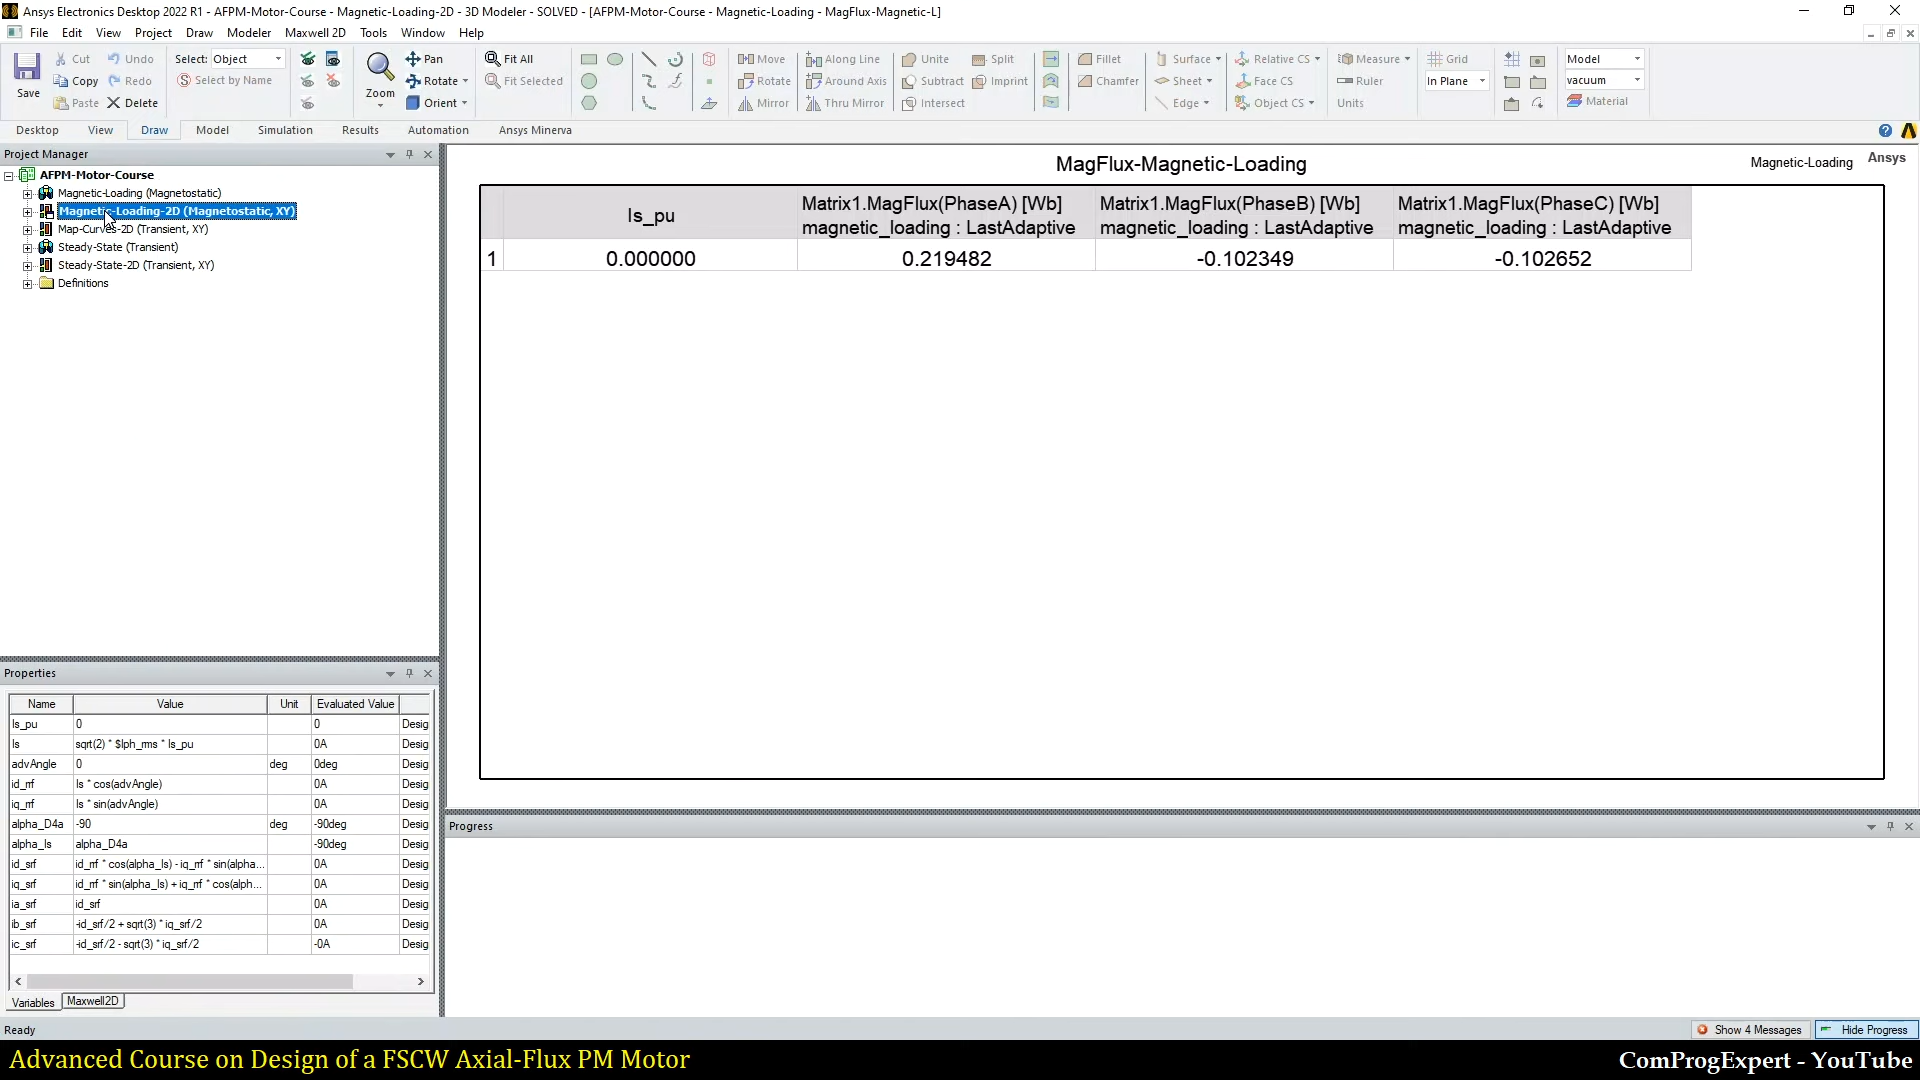 Ansys Electronics Desktop 2022 R1 - AFPM-Motor-Course - Magnetic-Loading-2D - 3D Modeler - SOLVED - [AFPM-Motor-Course - Magnetic-Loading - MagFlux-Magnetic-L]
File Edit View Project Draw Modeler Maxwell 2D Tools Window Help
Save Cut Copy Paste Undo Redo Delete
Select: Object
Select by Name
Zoom Pan Rotate Orient
Fit All
Fit Selected
Move Rotate Mirror
Along Line Around Axis Thru Mirror
Unite Subtract Intersect
Split Imprint
Fillet Chamfer
Surface Sheet Edge
Relative CS Face CS Object CS
Measure Ruler Units
Grid
In Plane
Model
vacuum
Material
Desktop View Draw Model Simulation Results Automation Ansys Minerva
Project Manager
AFPM-Motor-Course
Magnetic-Loading (Magnetostatic)
Magnetic-Loading-2D (Magnetostatic, XY)
Map-Curves-2D (Transient, XY)
Steady-State (Transient)
Steady-State-2D (Transient, XY)
Definitions
MagFlux-Magnetic-Loading
Magnetic-Loading
Ansys
Is_pu
Matrix1.MagFlux(PhaseA) [Wb]
magnetic_loading : LastAdaptive
Matrix1.MagFlux(PhaseB) [Wb]
magnetic_loading : LastAdaptive
Matrix1.MagFlux(PhaseC) [Wb]
magnetic_loading : LastAdaptive
1 0.000000 0.219482 -0.102349 -0.102652
Properties
Name Value Unit Evaluated Value
Is_pu 0 0 Desig
Is sqrt(2) * $Iph_rms * Is_pu 0A Desig
advAngle 0 deg 0deg Desig
id_rrf Is * cos(advAngle) 0A Desig
iq_rrf Is * sin(advAngle) 0A Desig
alpha_D4a -90 deg -90deg Desig
alpha_Is alpha_D4a -90deg Desig
id_srf id_rrf * cos(alpha_Is) - iq_rrf * sin(alpha...  0A Desig
iq_srf id_rrf * sin(alpha_Is) + iq_rrf * cos(alph... 0A Desig
ia_srf id_srf 0A Desig
ib_srf -id_srf/2 + sqrt(3) * iq_srf/2 0A Desig
ic_srf -id_srf/2 - sqrt(3) * iq_srf/2 -0A Desig
Variables Maxwell2D
Progress
Ready
Show 4 Messages
Hide Progress
Advanced Course on Design of a FSCW Axial-Flux PM Motor
ComProgExpert - YouTube